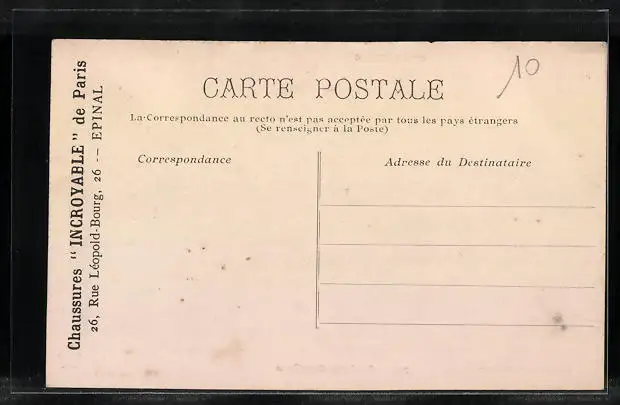 Chaussures "INCROYABLE" de Paris
26, Rue Léopold-Bourg, 26 -- EPINAL
10
CARTE POSTALE
La Correspondance au recto n'est pas acceptée par tous les pays étrangers
(Se renseigner à la Poste)
Correspondance
Adresse du Destinataire